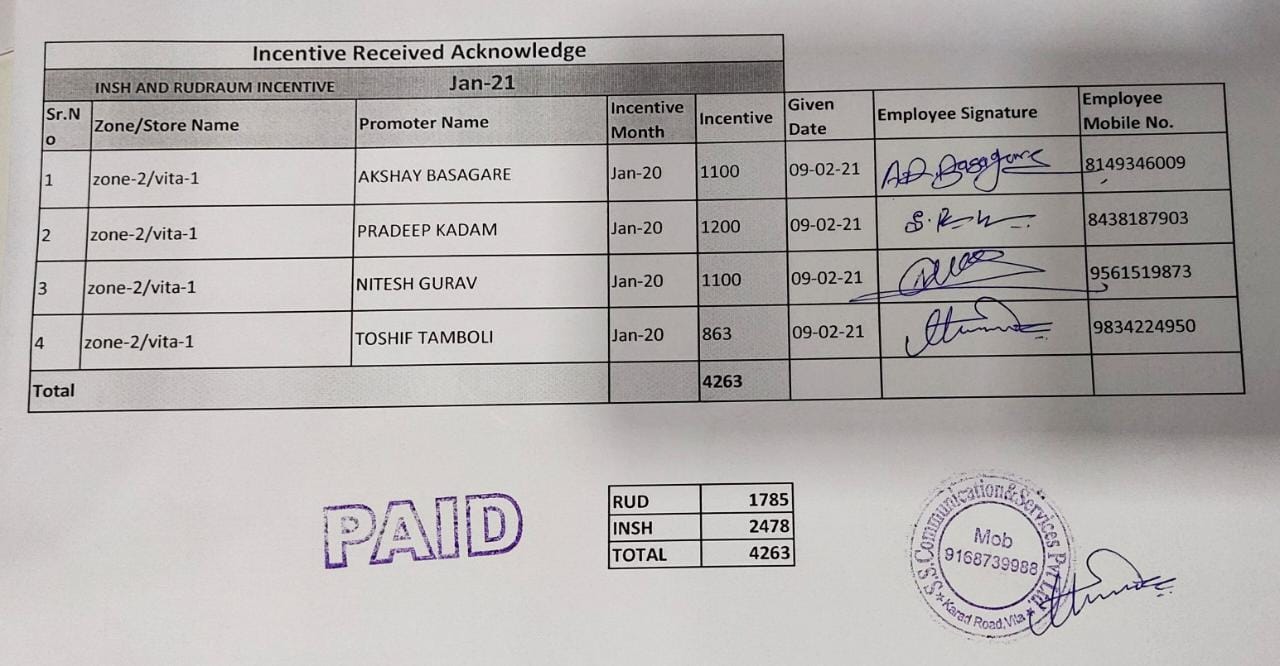 Incentive Received Acknowledge
INSH AND RUDRAUM INCENTIVE Jan-21
Sr.No Zone/Store Name Promoter Name Incentive Month Incentive Given Date Employee Signature Employee Mobile No.
1 zone-2/vita-1 AKSHAY BASAGARE Jan-20 1100 09-02-21 A.D. Basagare 8149346009
2 zone-2/vita-1 PRADEEP KADAM Jan-20 1200 09-02-21 8438187903
3 zone-2/vita-1 NITESH GURAV Jan-20 1100 09-02-21 9561519873
4 zone-2/vita-1 TOSHIF TAMBOLI Jan-20 863 09-02-21 9834224950
Total 4263
PAID
RUD 1785
INSH 2478
TOTAL 4263
S.S.Communication&Services Pvt Ltd.
Mob
9168739988
Karad Road,Vita